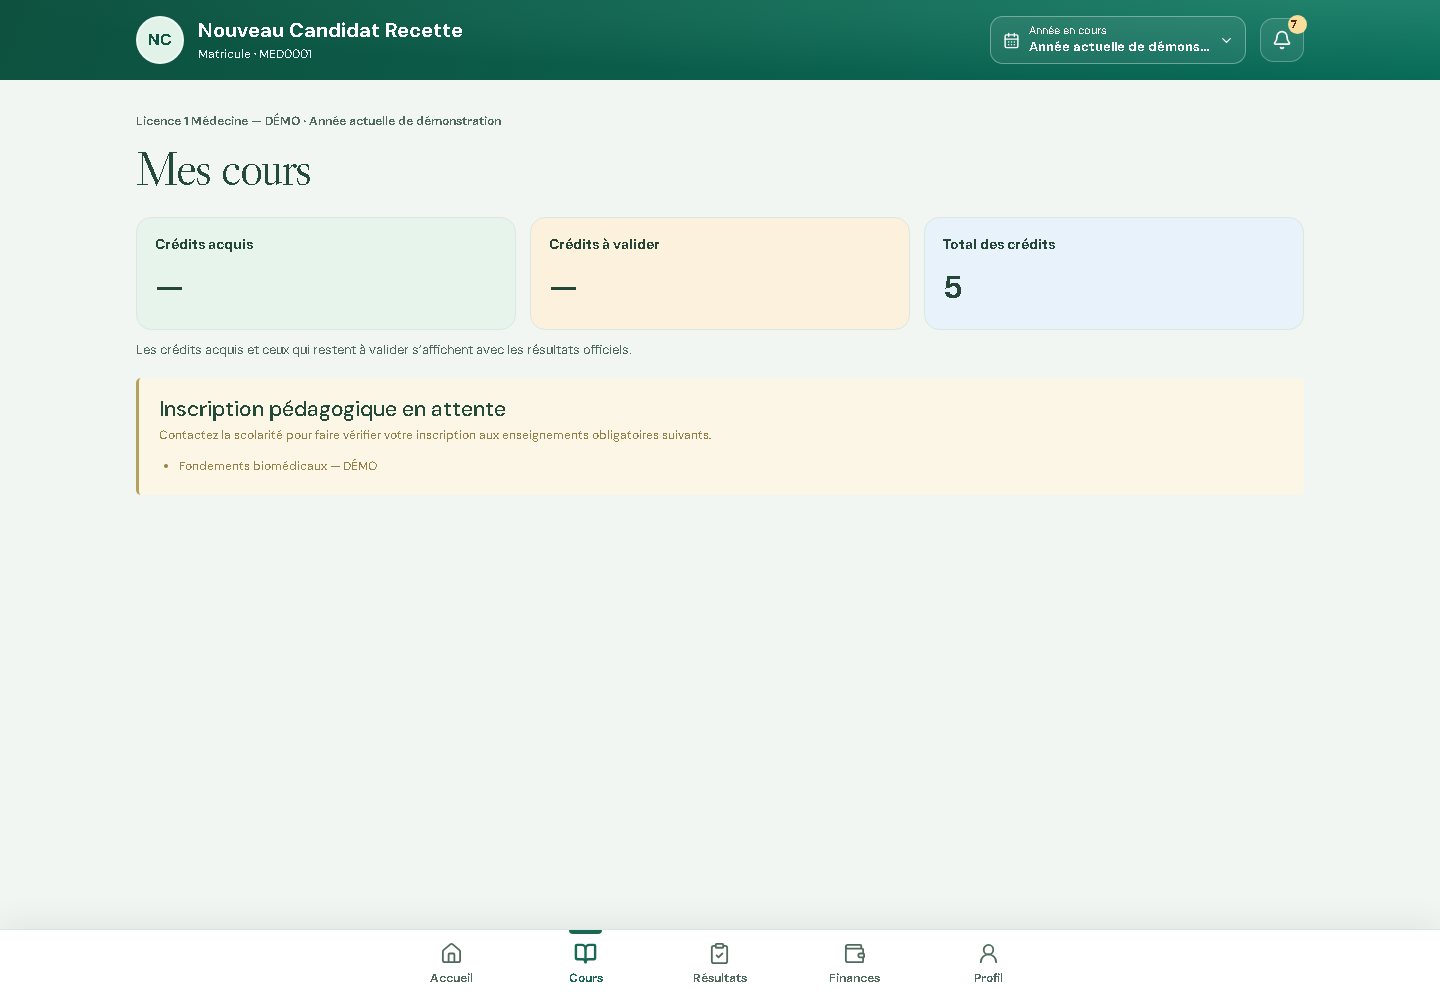 NC
Nouveau Candidat Recette
Matricule · MED0001
Année en cours
Année actuelle de démons...
7
Licence 1 Médecine — DÉMO · Année actuelle de démonstration
Mes cours
Crédits acquis
—
Crédits à valider
—
Total des crédits
5
Les crédits acquis et ceux qui restent à valider s’affichent avec les résultats officiels.
Inscription pédagogique en attente
Contactez la scolarité pour faire vérifier votre inscription aux enseignements obligatoires suivants.
• Fondements biomédicaux — DÉMO
Accueil
Cours
Résultats
Finances
Profil